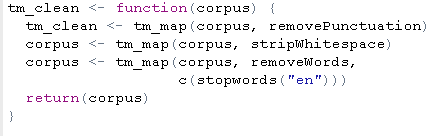 tm_clean <- function(corpus) {
  tm_clean <- tm_map(corpus, removePunctuation)
  corpus <- tm_map(corpus, stripWhitespace)
  corpus <- tm_map(corpus, removeWords,
                   c(stopwords("en")))
  return(corpus)
}